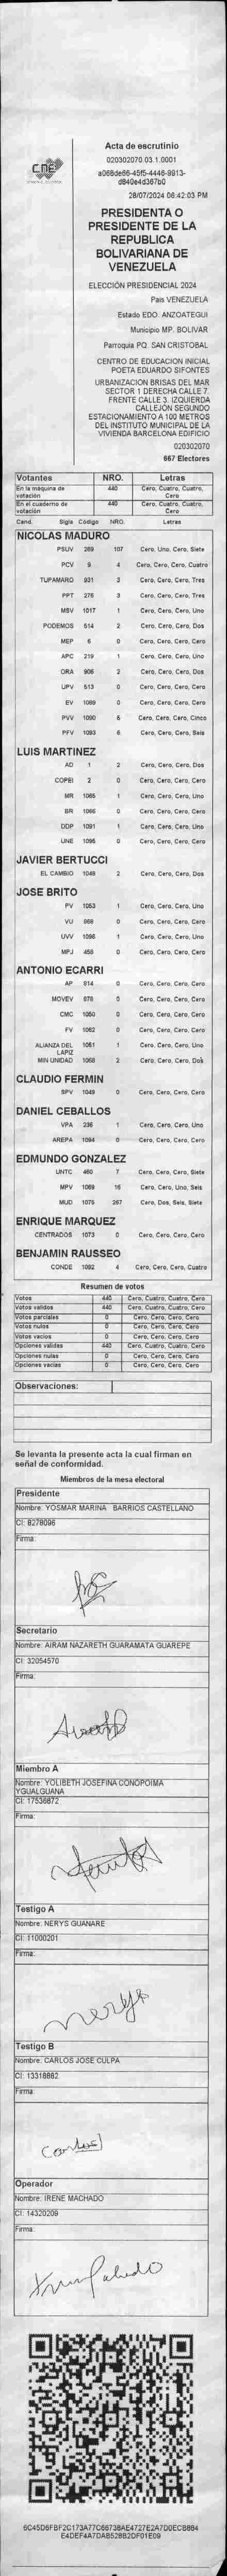 CNE
Acta de escrutinio
020302070.03.1.0001
28/07/2024 06:42:03 PM
PRESIDENTA O
PRESIDENTE DE LA
REPUBLICA
BOLIVARIANA DE
VENEZUELA
ELECCIÓN PRESIDENCIAL 2024
Pais VENEZUELA
Estado EDO. ANZOATEGUI
Municipio MP. BOLIVAR
Parroquia PQ. SAN CRISTOBAL
CENTRO DE EDUCACION INICIAL
POETA EDUARDO SIFONTES
URBANIZACION BRISAS DEL MAR
SECTOR 1 DERECHA CALLE 7.
FRENTE CALLE 3. IZQUIERDA
CALLEJÓN SEGUNDO
ESTACIONAMIENTO A 100 METROS
DEL INSTITUTO MUNICIPAL DE LA
VIVIENDA BARCELONA EDIFICIO
020302070
667 Electores
Votantes NRO. Letras
En la máquina de votación 440 Cero, Cuatro, Cuatro, Cero
En el cuaderno de votación 440 Cero, Cuatro, Cuatro, Cero
Cand. Sigla Código NRO. Letras
NICOLAS MADURO
PSUV 269 107 Cero, Uno, Cero, Siete
PCV 9 4 Cero, Cero, Cero, Cuatro
TUPAMARO 931 3 Cero, Cero, Cero, Tres
PPT 276 3 Cero, Cero, Cero, Tres
MSV 1017 1 Cero, Cero, Cero, Uno
PODEMOS 514 2 Cero, Cero, Cero, Dos
MEP 6 0 Cero, Cero, Cero, Cero
APC 219 1 Cero, Cero, Cero, Uno
ORA 906 2 Cero, Cero, Cero, Dos
UPV 513 0 Cero, Cero, Cero, Cero
EV 1089 0 Cero, Cero, Cero, Cero
PVV 1090 5 Cero, Cero, Cero, Cinco
PFV 1093 6 Cero, Cero, Cero, Seis
LUIS MARTINEZ
AD 1 2 Cero, Cero, Cero, Dos
COPEI 2 0 Cero, Cero, Cero, Cero
MR 1065 1 Cero, Cero, Cero, Uno
BR 1066 0 Cero, Cero, Cero, Cero
DDP 1091 1 Cero, Cero, Cero, Uno
UNE 1095 0 Cero, Cero, Cero, Cero
JAVIER BERTUCCI
EL CAMBIO 1048 2 Cero, Cero, Cero, Dos
JOSE BRITO
PV 1053 1 Cero, Cero, Cero, Uno
VU 968 0 Cero, Cero, Cero, Cero
UVV 1096 1 Cero, Cero, Cero, Uno
MPJ 455 0 Cero, Cero, Cero, Cero
ANTONIO ECARRI
AP 914 0 Cero, Cero, Cero, Cero
MOVEV 878 0 Cero, Cero, Cero, Cero
CMC 1050 0 Cero, Cero, Cero, Cero
FV 1062 0 Cero, Cero, Cero, Cero
ALIANZA DEL LAPIZ 1051 1 Cero, Cero, Cero, Uno
MIN UNIDAD 1068 2 Cero, Cero, Cero, Dos
CLAUDIO FERMIN
SPV 1049 0 Cero, Cero, Cero, Cero
DANIEL CEBALLOS
VPA 236 1 Cero, Cero, Cero, Uno
AREPA 1094 0 Cero, Cero, Cero, Cero
EDMUNDO GONZALEZ
UNTC 460 7 Cero, Cero, Cero, Siete
MPV 1069 16 Cero, Cero, Uno, Seis
MUD 1075 267 Cero, Dos, Seis, Siete
ENRIQUE MARQUEZ
CENTRADOS 1073 0 Cero, Cero, Cero, Cero
BENJAMIN RAUSSEO
CONDE 1092 4 Cero, Cero, Cero, Cuatro
Resumen de votos
Votos 440 Cero, Cuatro, Cuatro, Cero
Votos validos 440 Cero, Cuatro, Cuatro, Cero
Votos parciales 0 Cero, Cero, Cero, Cero
Votos nulos 0 Cero, Cero, Cero, Cero
Votos vacios 0 Cero, Cero, Cero, Cero
Opciones validas 440 Cero, Cuatro, Cuatro, Cero
Opciones nulas 0 Cero, Cero, Cero, Cero
Opciones vacias 0 Cero, Cero, Cero, Cero
Observaciones:
Se levanta la presente acta la cual firman en
señal de conformidad.
Miembros de la mesa electoral
Presidente
Nombre: YOSMAR MARINA BARRIOS CASTELLANO
CI: 8278096
Firma:
Secretario
Nombre: AIRAM NAZARETH GUARAMATA GUAREPE
CI: 32054570
Firma:
Miembro A
Nombre: YOLIBETH JOSEFINA CONOPOIMA
YGUALGUANA
CI: 17536872
Firma:
Testigo A
Nombre: NERYS GUANARE
CI: 11000201
Firma:
nerys
Testigo B
Nombre: CARLOS JOSE CULPA
CI: 13318882
Firma:
Carlos
Operador
Nombre: IRENE MACHADO
CI: 14320209
Firma: